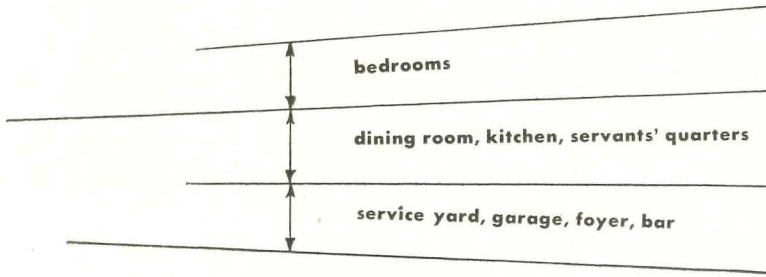 bedrooms
dining room, kitchen, servants' quarters
service yard, garage, foyer, bar